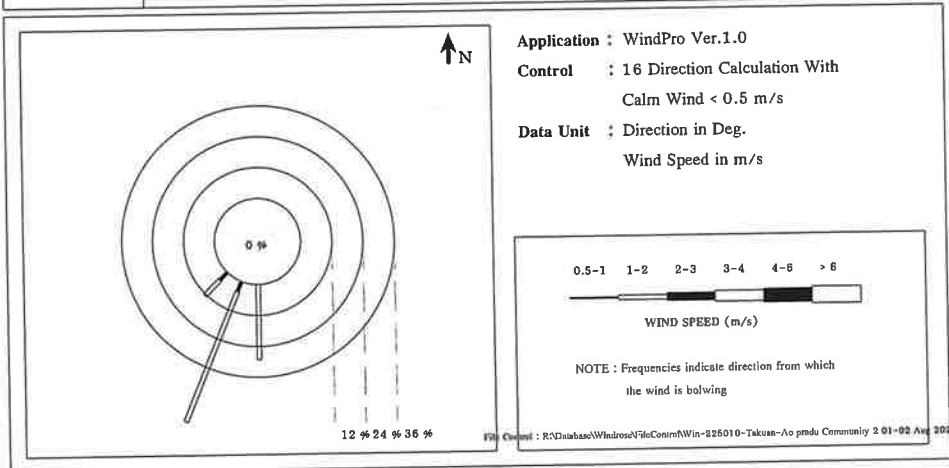 N
Application : WindPro Ver.1.0
Control : 16 Direction Calculation With
Calm Wind < 0.5 m/s
Data Unit : Direction in Deg.
Wind Speed in m/s
0 %
0.5-1 1-2 2-3 3-4 4-6 > 6
WIND SPEED (m/s)
NOTE : Frequencies indicate direction from which
the wind is bolwing
12 % 24 % 36 %
File Control : R:\Database\Windrose\FileControl\Win-225010-Takuan-Ao pradu Community 2 01-02 Aug 202